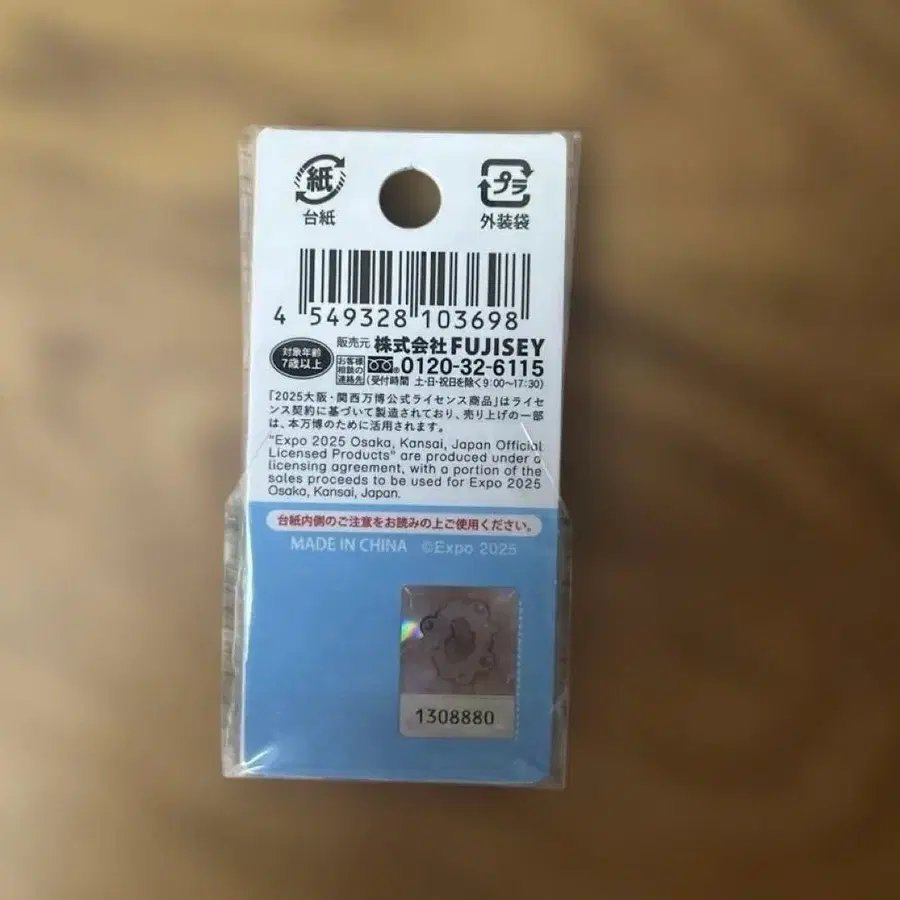 紙
台紙
プラ
外装袋
4 549328 103698
対象年齢
7歳以上
販売元 株式会社FUJISEY
お客様
相談の
連絡先
0120-32-6115
(受付時間 土・日・祝日を除く9:00～17:30)
「2025大阪・関西万博公式ライセンス商品」はライセ
ンス契約に基づいて製造されており、売り上げの一部
は、本万博のために活用されます。
"Expo 2025 Osaka, Kansai, Japan Official
Licensed Products" are produced under a
licensing agreement, with a portion of the
sales proceeds to be used for Expo 2025
Osaka, Kansai, Japan.
台紙内側のご注意をお読みの上ご使用ください。
MADE IN CHINA ©Expo 2025
1308880